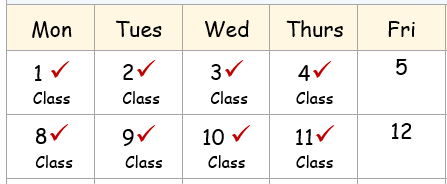 Mon Tues Wed Thurs Fri
1 ✓ 2 ✓ 3 ✓ 4 ✓ 5
Class Class Class Class
8 ✓ 9 ✓ 10 ✓ 11 ✓ 12
Class Class Class Class